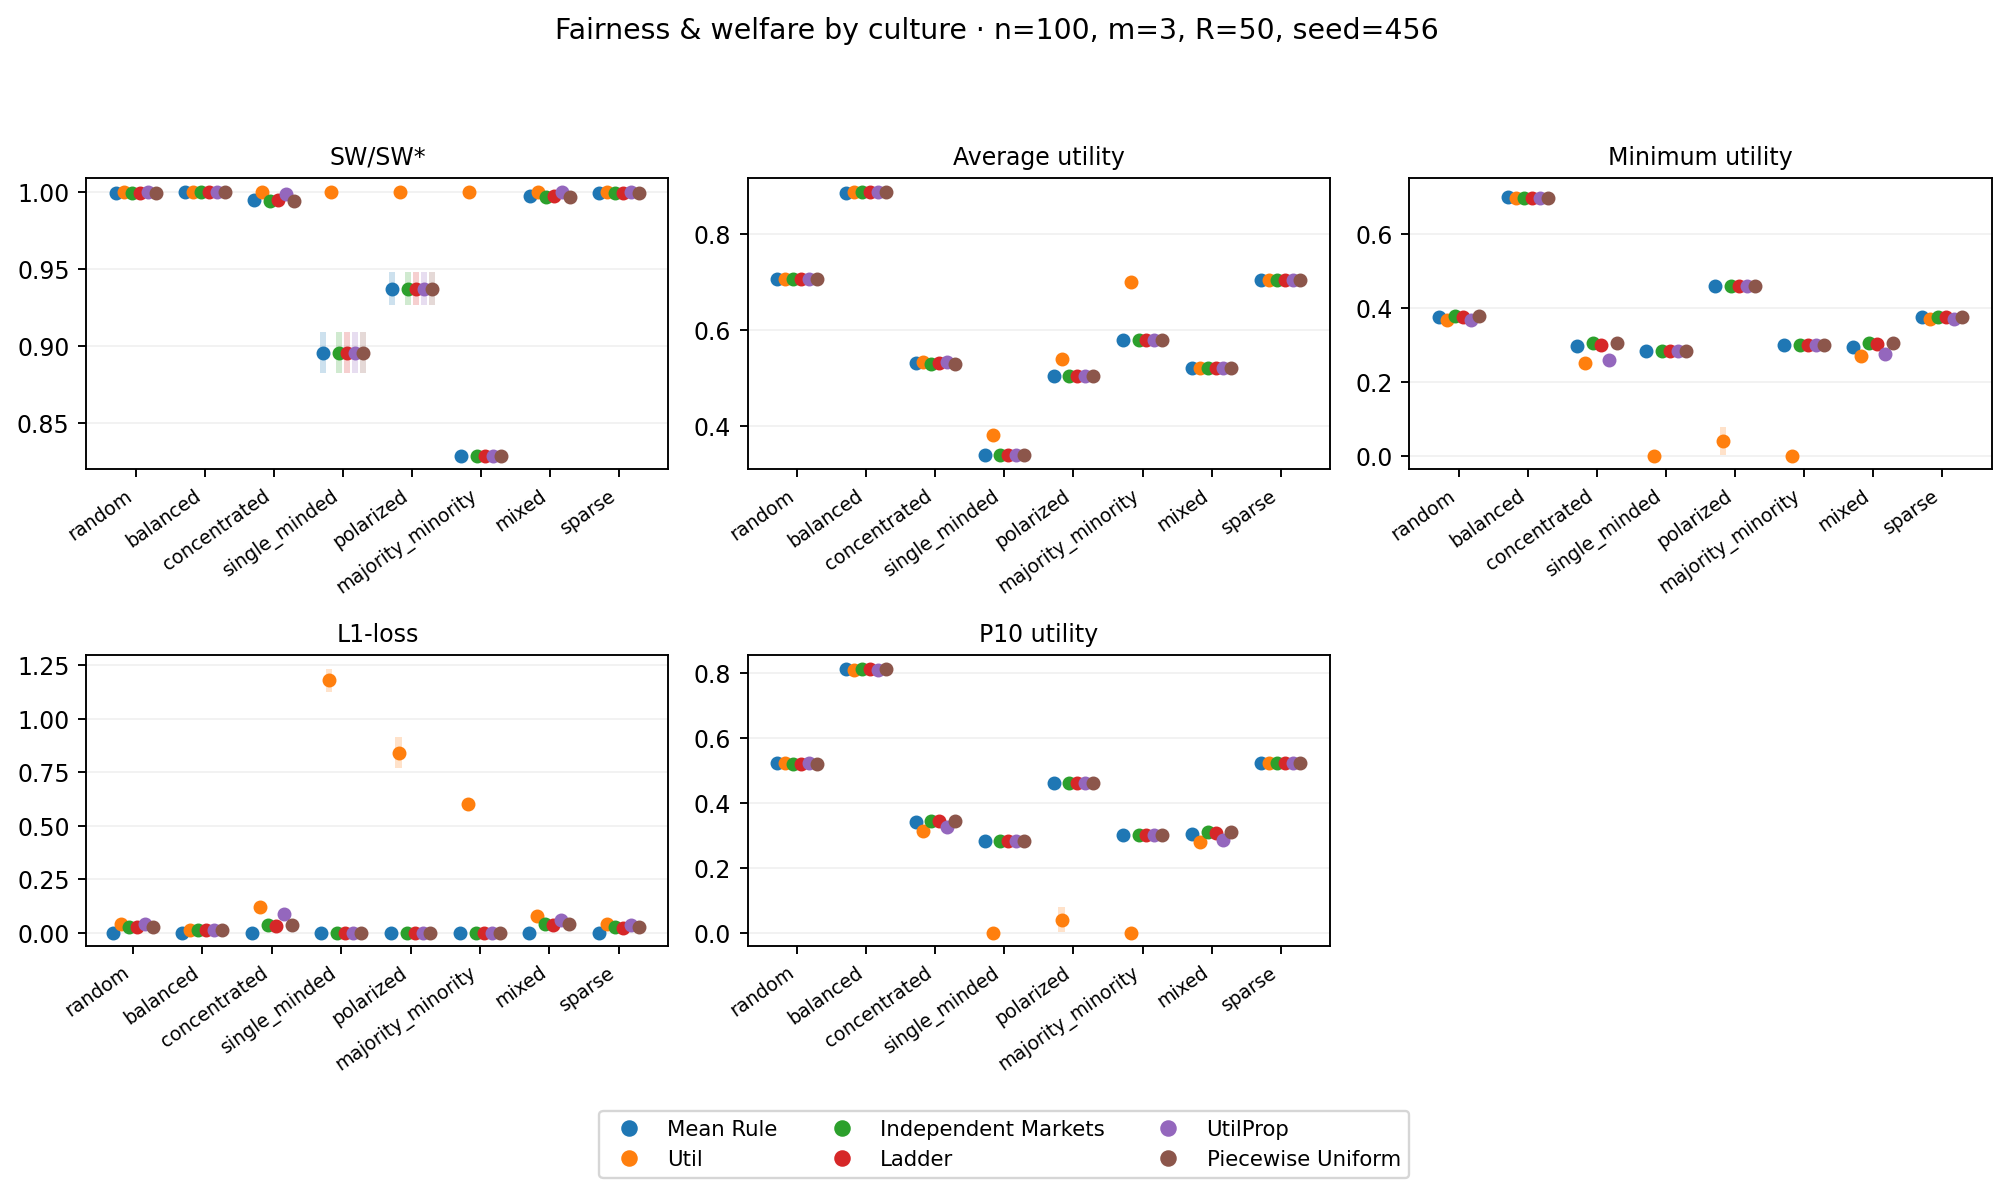 Fairness & welfare by culture · n=100, m=3, R=50, seed=456
SW/SW*
1.00
0.95
0.90
0.85
random
balanced
concentrated
single_minded
polarized
majority_minority
mixed
sparse
Average utility
0.8
0.6
0.4
random
balanced
concentrated
single_minded
polarized
majority_minority
mixed
sparse
Minimum utility
0.6
0.4
0.2
0.0
random
balanced
concentrated
single_minded
polarized
majority_minority
mixed
sparse
L1-loss
1.25
1.00
0.75
0.50
0.25
0.00
random
balanced
concentrated
single_minded
polarized
majority_minority
mixed
sparse
P10 utility
0.8
0.6
0.4
0.2
0.0
random
balanced
concentrated
single_minded
polarized
majority_minority
mixed
sparse
Mean Rule
Util
Independent Markets
Ladder
UtilProp
Piecewise Uniform